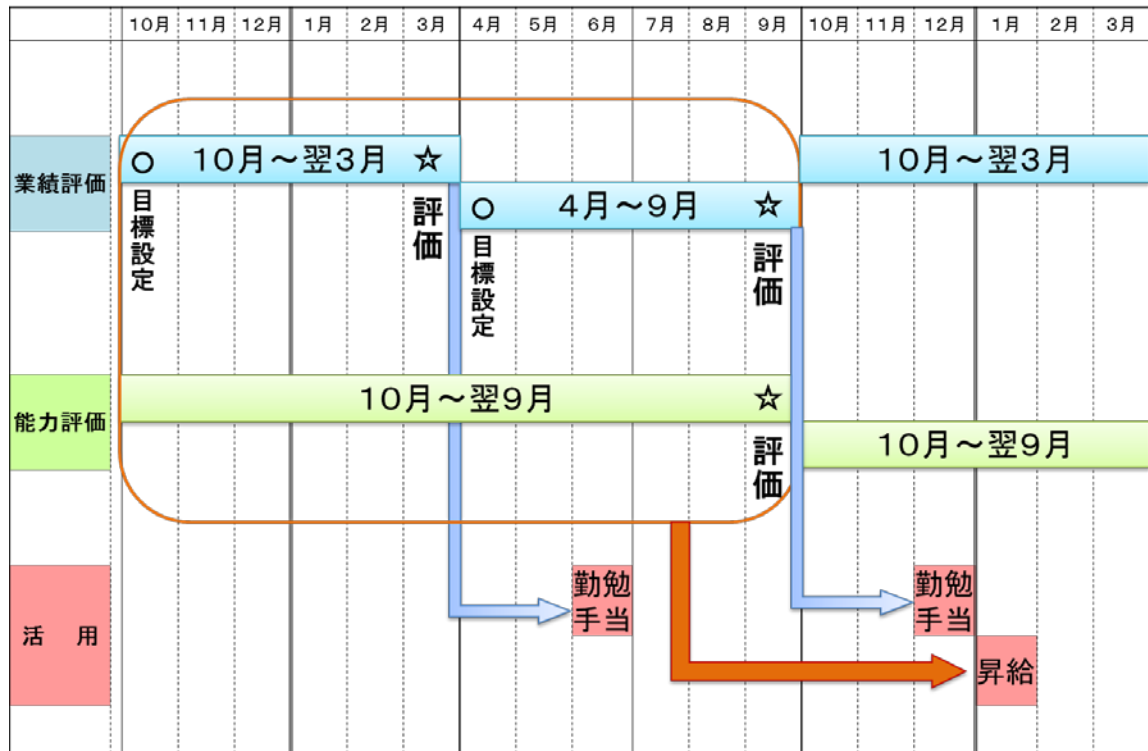 10月 11月 12月 1月 2月 3月 4月 5月 6月 7月 8月 9月 10月 11月 12月 1月 2月 3月
業績評価
○ 10月～翌3月 ☆
10月～翌3月
目標設定
評価
○ 4月～9月 ☆
目標設定
評価
能力評価
10月～翌9月 ☆
評価
10月～翌9月
活 用
勤勉
手当
勤勉
手当
昇給